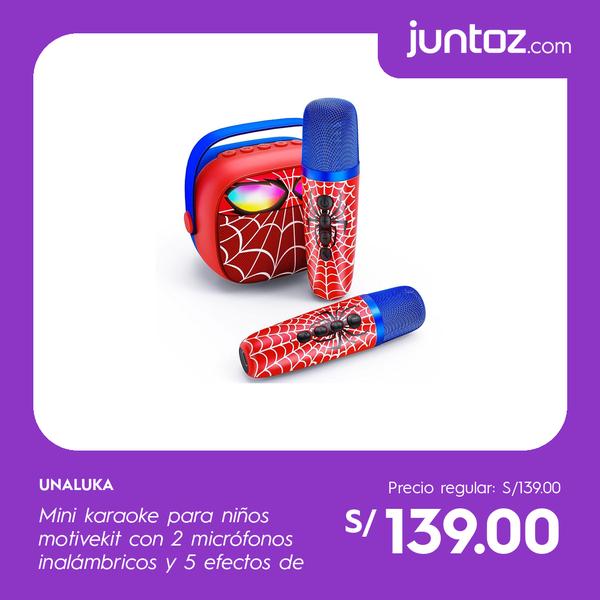 juntoz.com
UNALUKA
Mini karaoke para niños
motivekit con 2 micrófonos
inalámbricos y 5 efectos de
Precio regular: S/139.00
S/ 139.00